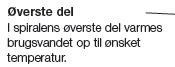 Øverste del
I spiralens øverste del varmes
brugsvandet op til ønsket
temperatur.